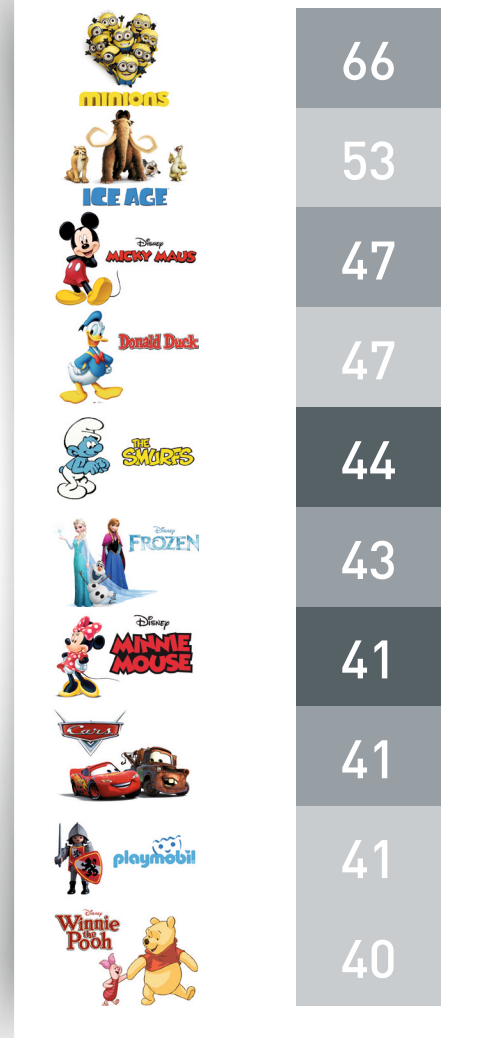 MINIONS
66
ICE AGE
53
Disney
MICKY MAUS
47
Donald Duck
47
THE
SMURFS
44
Disney
FROZEN
43
Disney
MINNIE
MOUSE
41
Cars
41
playmobil
41
Disney
Winnie
the
Pooh
40